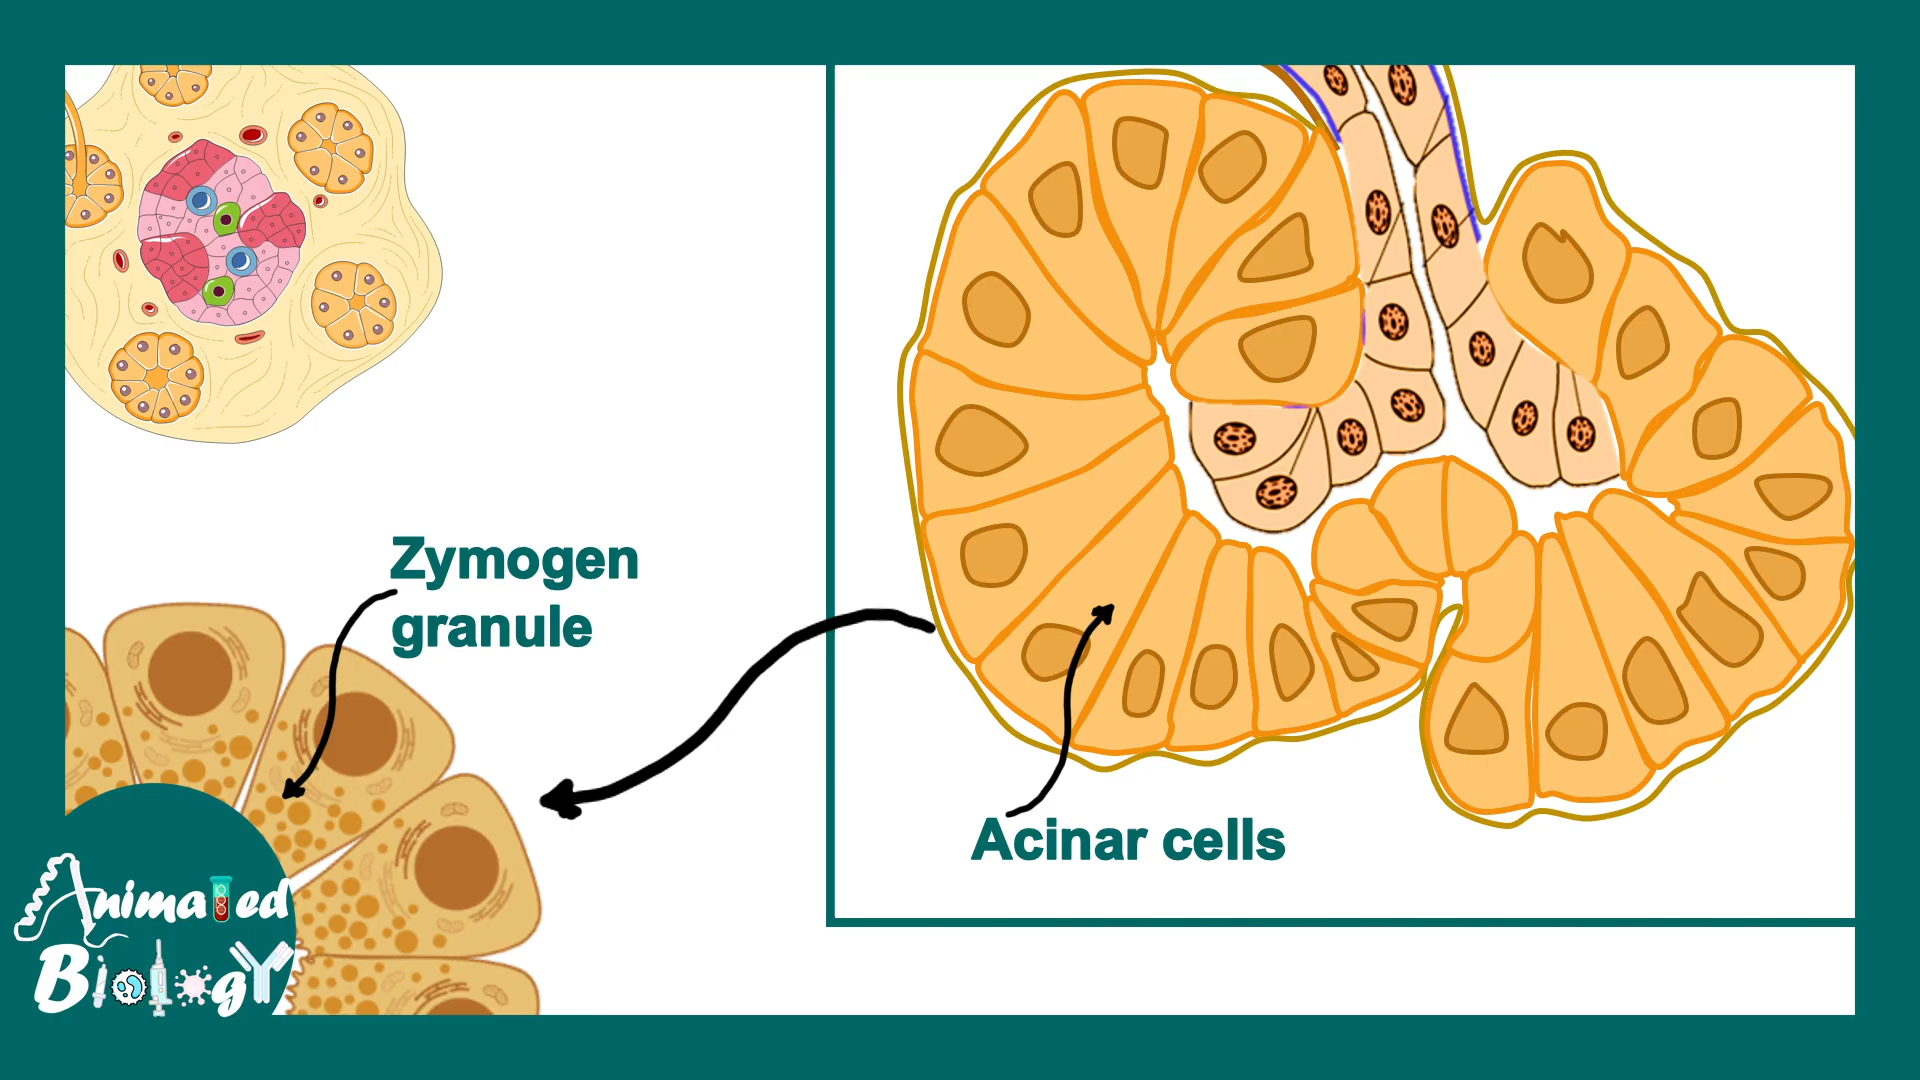 Zymogen
granule
Acinar cells
Animated
Biology